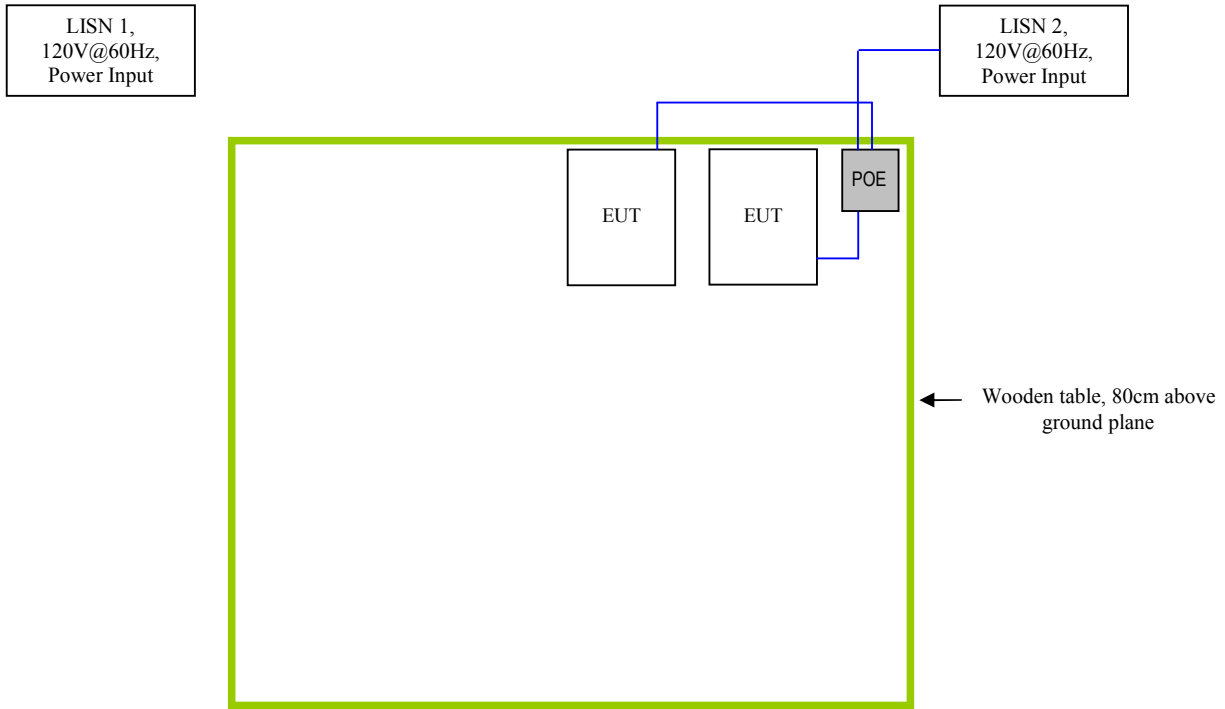 LISN 1,
120V@60Hz,
Power Input
LISN 2,
120V@60Hz,
Power Input
EUT
EUT
POE
Wooden table, 80cm above
ground plane